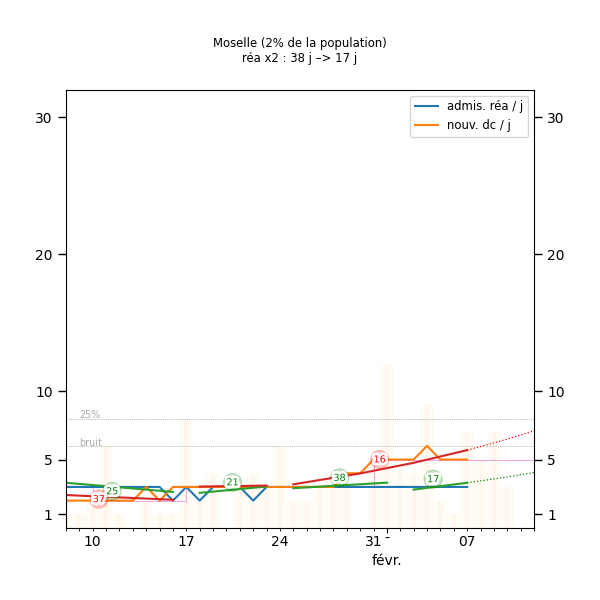 Moselle (2% de la population)
réa x2 : 38 j –> 17 j
admis. réa / j
nouv. dc / j
30 30
20 20
10 10
25%
bruit
5 5
16
38
17
21
25
37
1 1
10 17 24 31 07
févr.